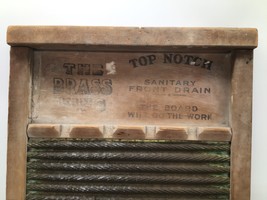 THE
BRASS
KING
TOP NOTCH
SANITARY
FRONT DRAIN
THE BOARD
WILL DO THE WORK